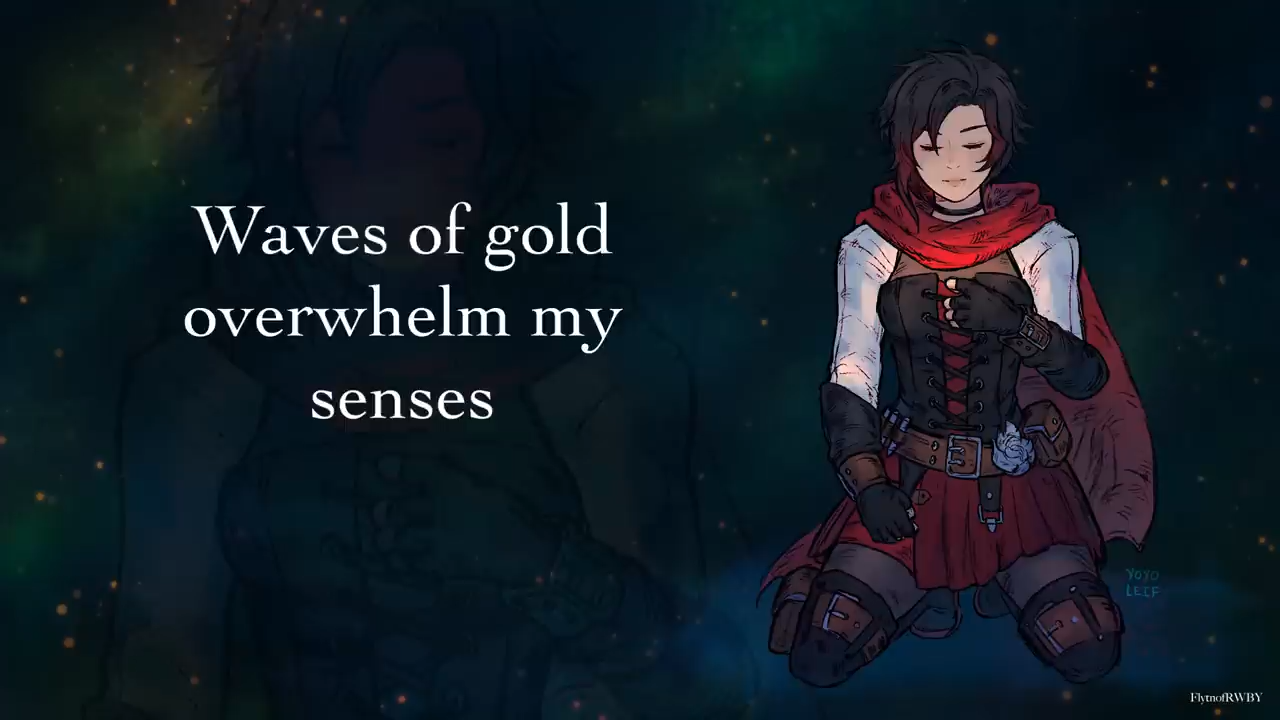 Waves of gold
overwhelm my
senses
YOYO
LEIF
FlytnofRWBY